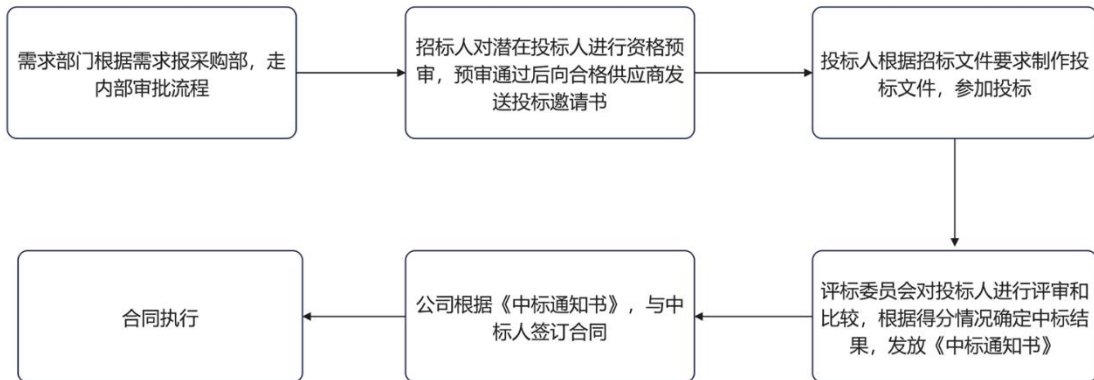 需求部门根据需求报采购部，走
内部审批流程
招标人对潜在投标人进行资格预
审，预审通过后向合格供应商发
送投标邀请书
投标人根据招标文件要求制作投
标文件，参加投标
评标委员会对投标人进行评审和
比较，根据得分情况确定中标结
果，发放《中标通知书》
公司根据《中标通知书》，与中
标人签订合同
合同执行